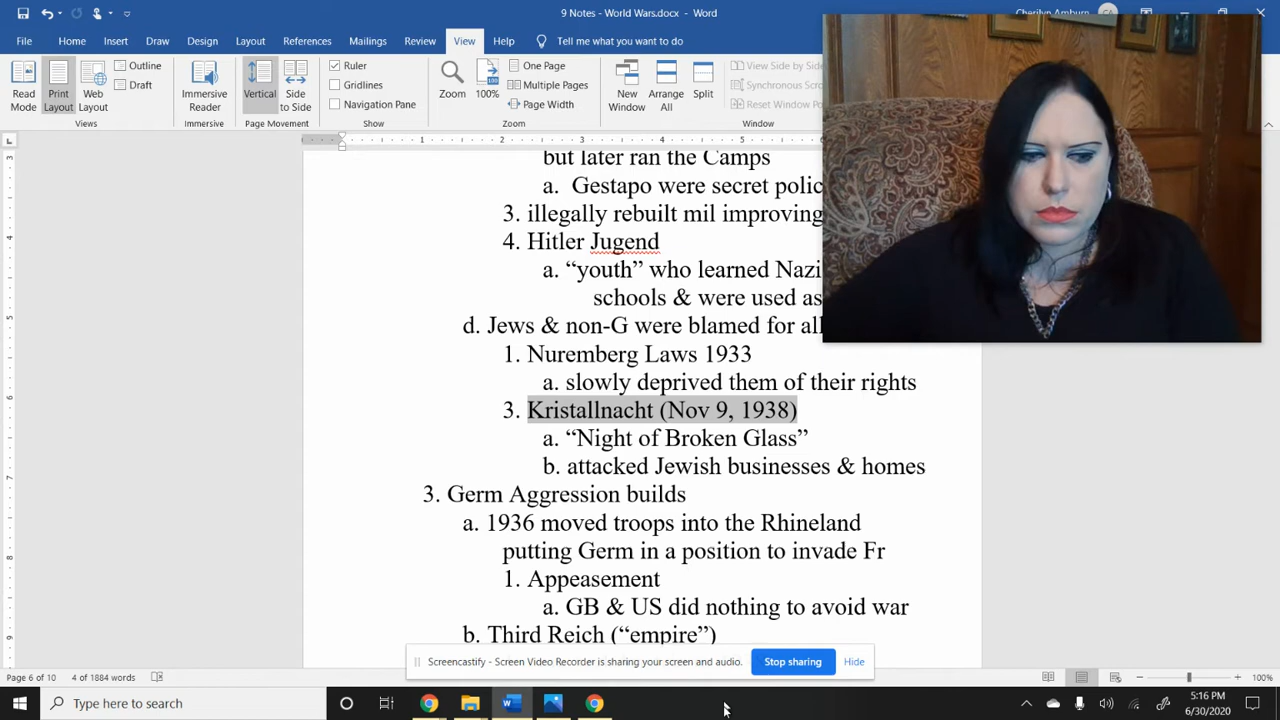 9 Notes - World Wars.docx - Word
File Home Insert Draw Design Layout References Mailings Review View Help Tell me what you want to do
Read Mode
Print Layout
Web Layout
Outline
Draft
Views
Immersive Reader
Immersive
Vertical
Side to Side
Page Movement
Ruler
Gridlines
Navigation Pane
Show
Zoom
100%
One Page
Multiple Pages
Page Width
Zoom
New Window
Arrange All
Split
View Side by Side
Synchronous Scro
Reset Window Po
Window
but later ran the Camps
a. Gestapo were secret polic
3. illegally rebuilt mil improving
4. Hitler Jugend
a. “youth” who learned Nazi
schools & were used as
d. Jews & non-G were blamed for all
1. Nuremberg Laws 1933
a. slowly deprived them of their rights
3. Kristallnacht (Nov 9, 1938)
a. “Night of Broken Glass”
b. attacked Jewish businesses & homes
3. Germ Aggression builds
a. 1936 moved troops into the Rhineland
putting Germ in a position to invade Fr
1. Appeasement
a. GB & US did nothing to avoid war
b. Third Reich (“empire”)
Screencastify - Screen Video Recorder is sharing your screen and audio. Stop sharing Hide
Page 6 of 10 4 of 1884 words 100%
Type here to search
5:16 PM
6/30/2020